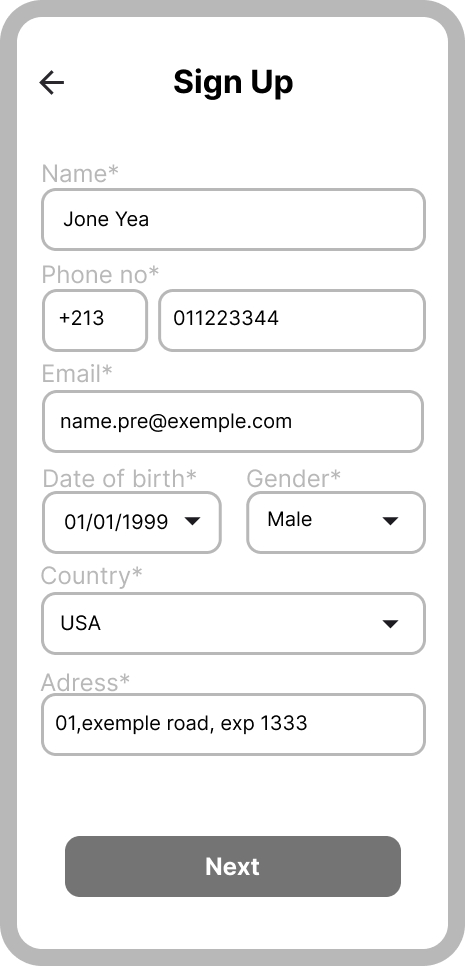 Sign Up
Name*
Jone Yea
Phone no*
+213 011223344
Email*
name.pre@exemple.com
Date of birth* Gender*
01/01/1999 Male
Country*
USA
Adress*
01,exemple road, exp 1333
Next